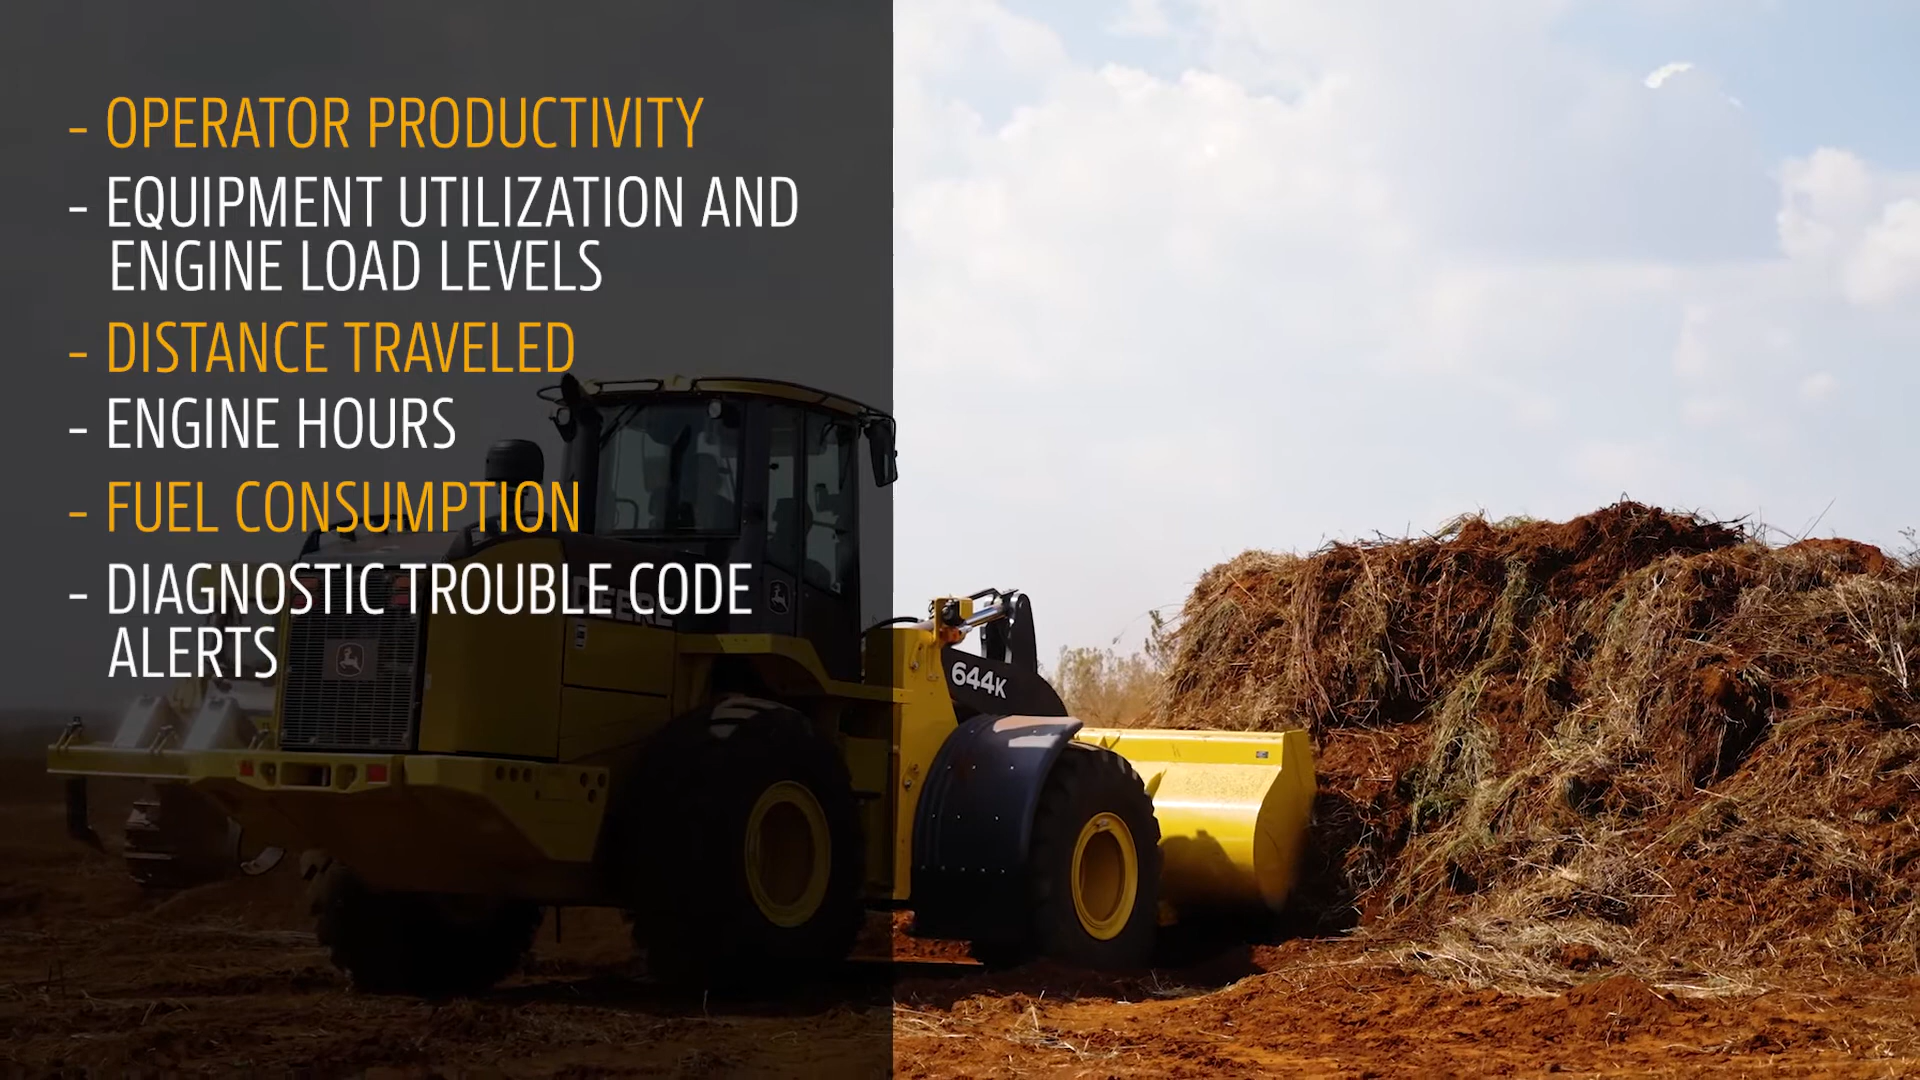 - OPERATOR PRODUCTIVITY
- EQUIPMENT UTILIZATION AND
ENGINE LOAD LEVELS
- DISTANCE TRAVELED
- ENGINE HOURS
- FUEL CONSUMPTION
- DIAGNOSTIC TROUBLE CODE
ALERTS
DEERE
644K